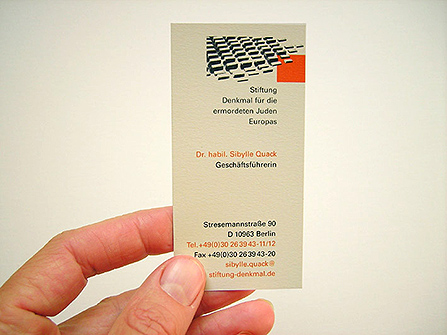 Stiftung
Denkmal für die
ermordeten Juden
Europas
Dr. habil. Sibylle Quack
Geschäftsführerin
Stresemannstraße 90
D 10963 Berlin
Tel.+49(0)30 26 39 43-11/12
Fax +49(0)30 26 39 43-20
sibylle.quack@
stiftung-denkmal.de